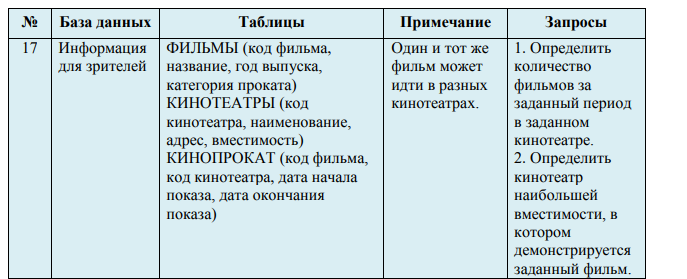 № База данных Таблицы Примечание Запросы
17 Информация
для зрителей
ФИЛЬМЫ (код фильма,
название, год выпуска,
категория проката)
КИНОТЕАТРЫ (код
кинотеатра, наименование,
адрес, вместимость)
КИНОПРОКАТ (код фильма,
код кинотеатра, дата начала
показа, дата окончания
показа)
Один и тот же
фильм может
идти в разных
кинотеатрах.
1. Определить
количество
фильмов за
заданный период
в заданном
кинотеатре.
2. Определить
кинотеатр
наибольшей
вместимости, в
котором
демонстрируется
заданный фильм.